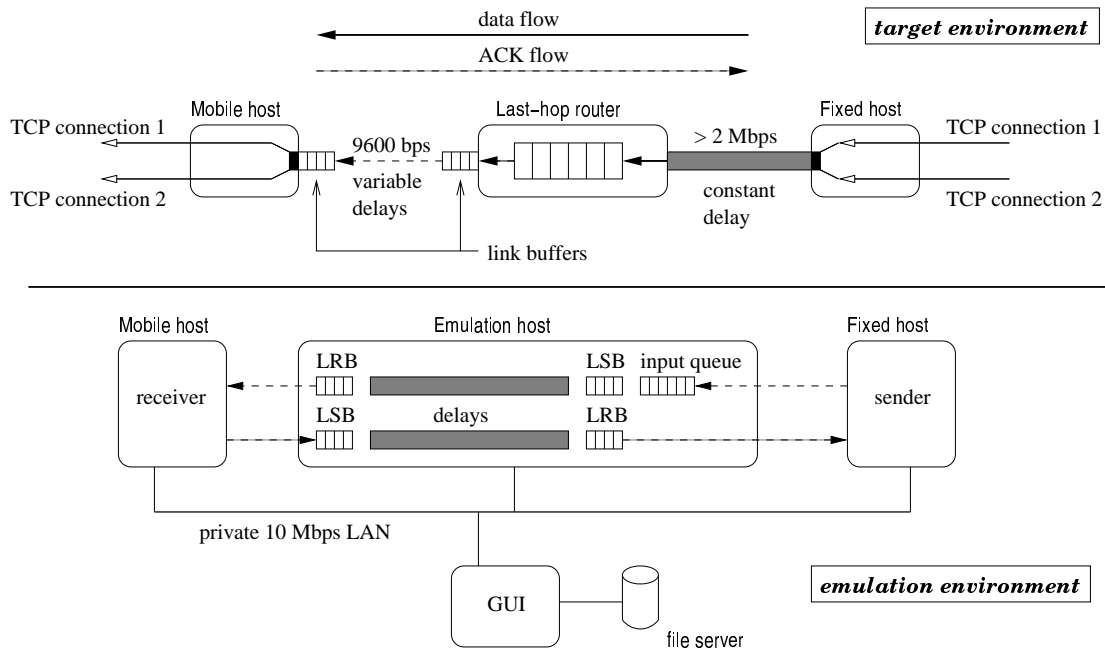 data flow
target environment
ACK flow
Mobile host
Last-hop router
Fixed host
TCP connection 1
9600 bps
> 2 Mbps
TCP connection 1
variable
delays
constant
delay
TCP connection 2
TCP connection 2
link buffers
Mobile host
Emulation host
Fixed host
LRB
LSB
input queue
receiver
sender
LSB
delays
LRB
private 10 Mbps LAN
GUI
emulation environment
file server